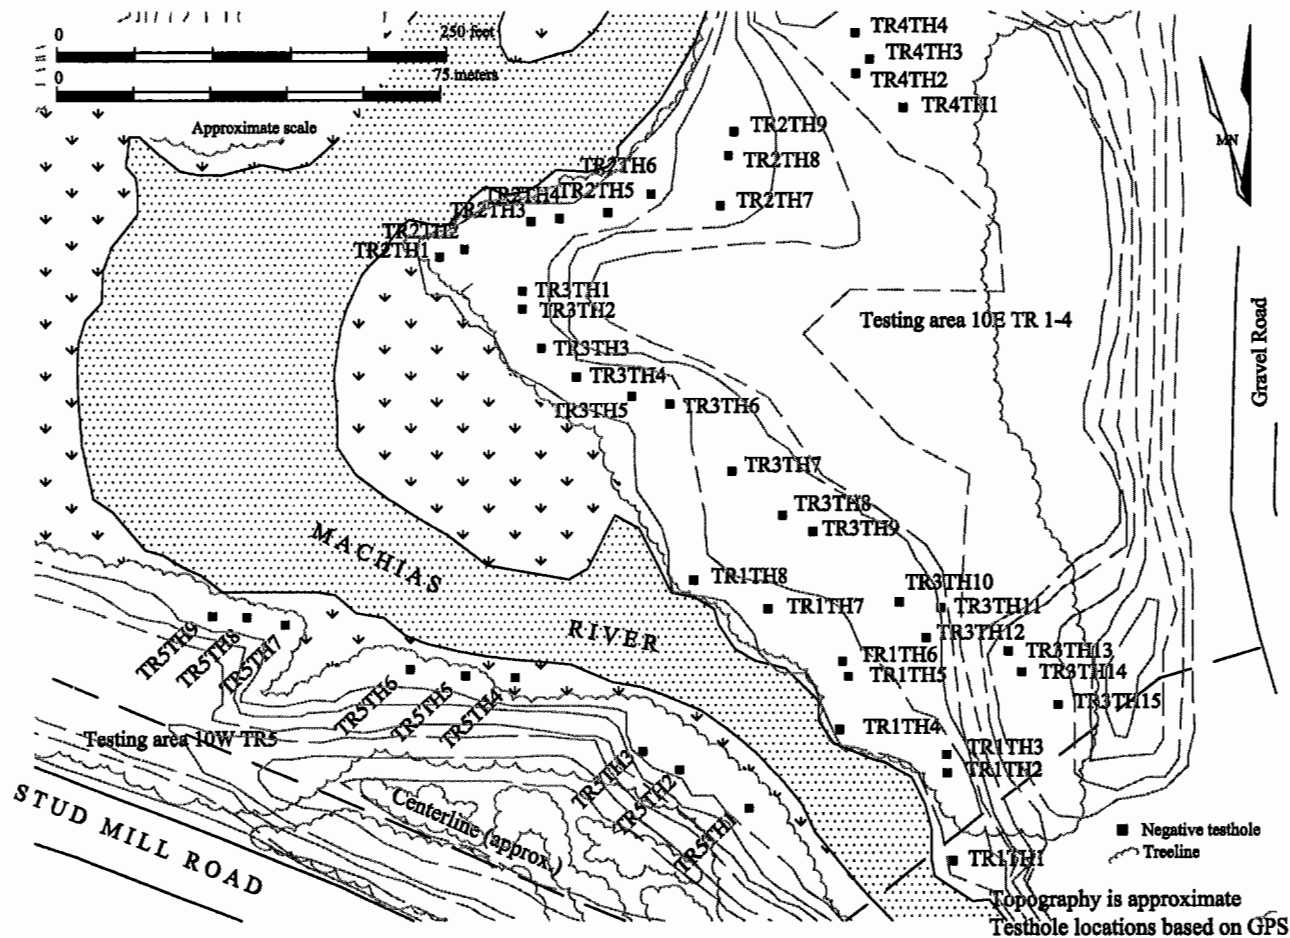 0 250 feet
0 75 meters
Approximate scale
TR4TH4
TR4TH3
TR4TH2
TR4TH1
MN
TR2TH9
TR2TH8
TR2TH6
TR2TH5
TR2TH4
TR2TH7
TR2TH3
TR2TH2
TR2TH1
TR3TH1
TR3TH2
Testing area 10E TR 1-4
Gravel Road
TR3TH3
TR3TH4
TR3TH5
TR3TH6
TR3TH7
TR3TH8
TR3TH9
MACHIAS
RIVER
TR1TH8
TR1TH7
TR3TH10
TR3TH11
TR3TH12
TR3TH13
TR3TH14
TR3TH15
TR1TH6
TR1TH5
TR1TH4
TR1TH3
TR1TH2
TR1TH1
TR5TH9
TR5TH8
TR5TH7
TR5TH6
TR5TH5
TR5TH4
TR5TH3
TR5TH2
TR5TH1
Testing area 10W TR5
Centerline (approx.)
STUD MILL ROAD
Negative testhole
Treeline
Topography is approximate
Testhole locations based on GPS